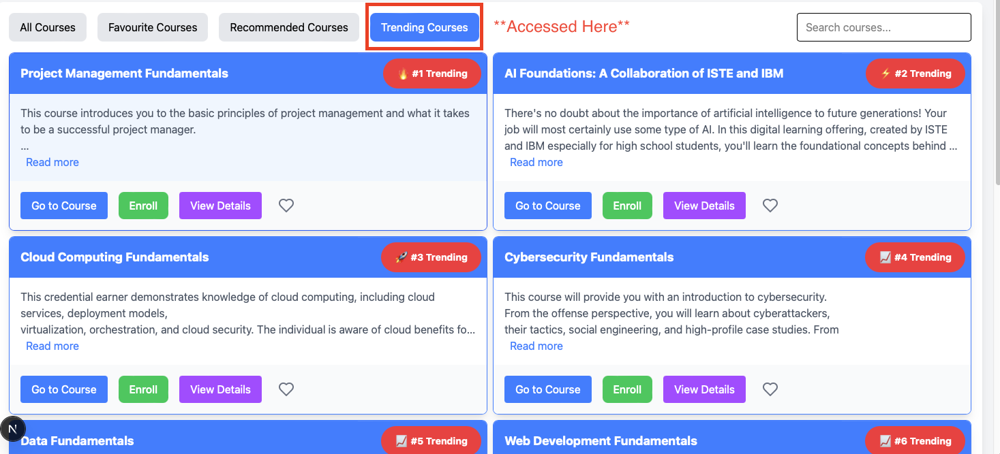 All Courses
Favourite Courses
Recommended Courses
Trending Courses
**Accessed Here**
Search courses...
Project Management Fundamentals
🔥 #1 Trending
This course introduces you to the basic principles of project management and what it takes
to be a successful project manager.
...
Read more
Go to Course
Enroll
View Details
AI Foundations: A Collaboration of ISTE and IBM
⚡ #2 Trending
There's no doubt about the importance of artificial intelligence to future generations! Your
job will most certainly use some type of AI. In this digital learning offering, created by ISTE
and IBM especially for high school students, you'll learn the foundational concepts behind ...
Read more
Go to Course
Enroll
View Details
Cloud Computing Fundamentals
🚀 #3 Trending
This credential earner demonstrates knowledge of cloud computing, including cloud
services, deployment models,
virtualization, orchestration, and cloud security. The individual is aware of cloud benefits fo...
Read more
Go to Course
Enroll
View Details
Cybersecurity Fundamentals
📈 #4 Trending
This course will provide you with an introduction to cybersecurity.
From the offense perspective, you will learn about cyberattackers,
their tactics, social engineering, and high-profile case studies. From
Read more
Go to Course
Enroll
View Details
N
Data Fundamentals
📈 #5 Trending
Web Development Fundamentals
📈 #6 Trending